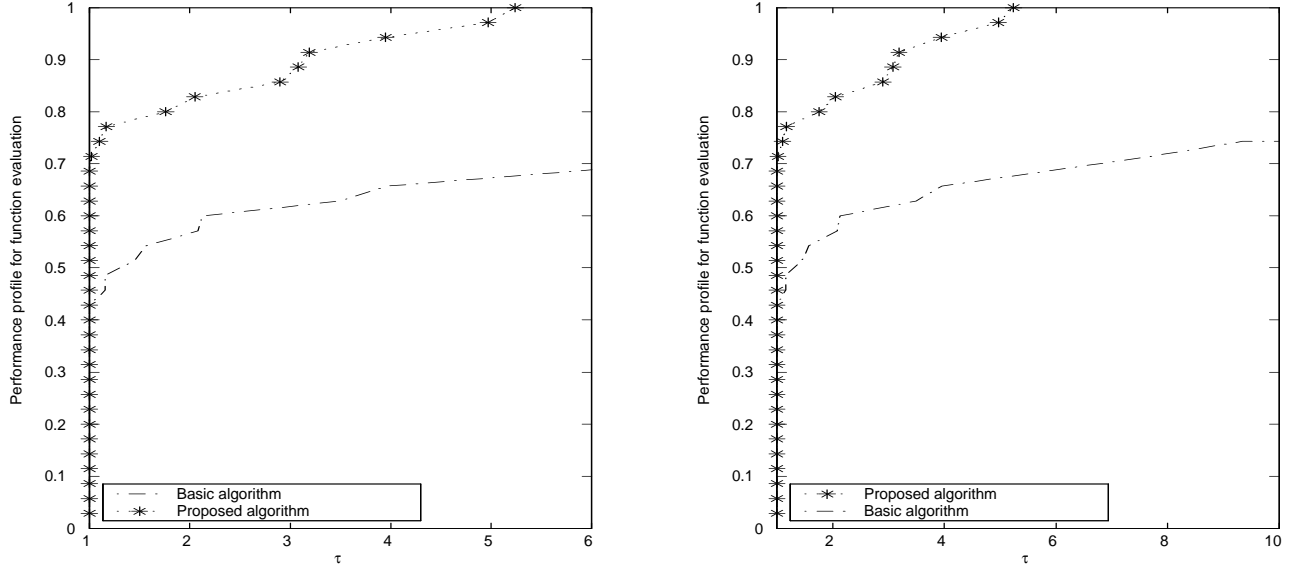 1
0.9
0.8
0.7
0.6
0.5
0.4
0.3
0.2
0.1
0
Performance profile for function evaluation
Basic algorithm
Proposed algorithm
1 2 3 4 5 6
τ
1
0.9
0.8
0.7
0.6
0.5
0.4
0.3
0.2
0.1
0
Performance profile for function evaluation
Proposed algorithm
Basic algorithm
2 4 6 8 10
τ